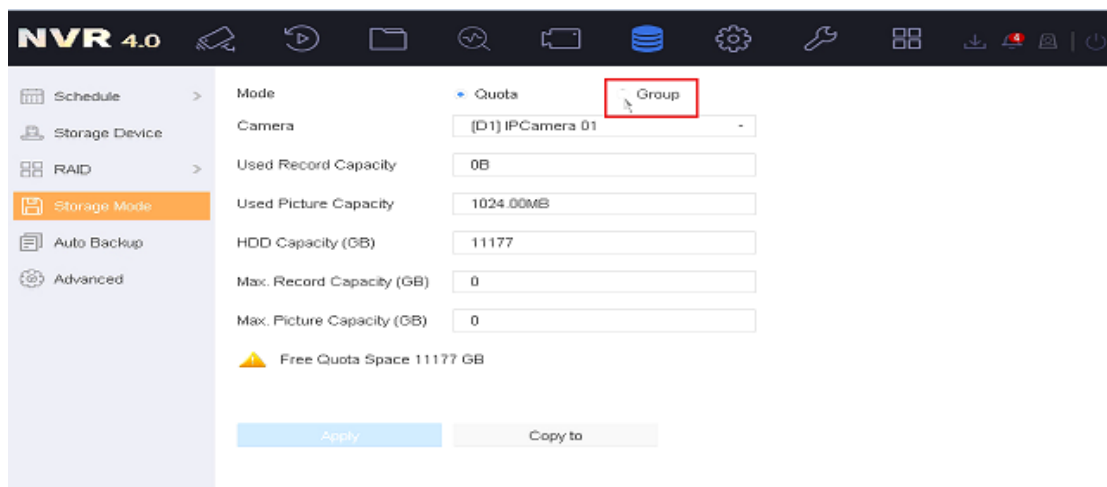 NVR 4.0
4
Schedule >
Storage Device
RAID >
Storage Mode
Auto Backup
Advanced
Mode Quota Group
Camera [D1] IPCamera 01
Used Record Capacity 0B
Used Picture Capacity 1024.00MB
HDD Capacity (GB) 11177
Max. Record Capacity (GB) 0
Max. Picture Capacity (GB) 0
Free Quota Space 11177 GB
Apply Copy to